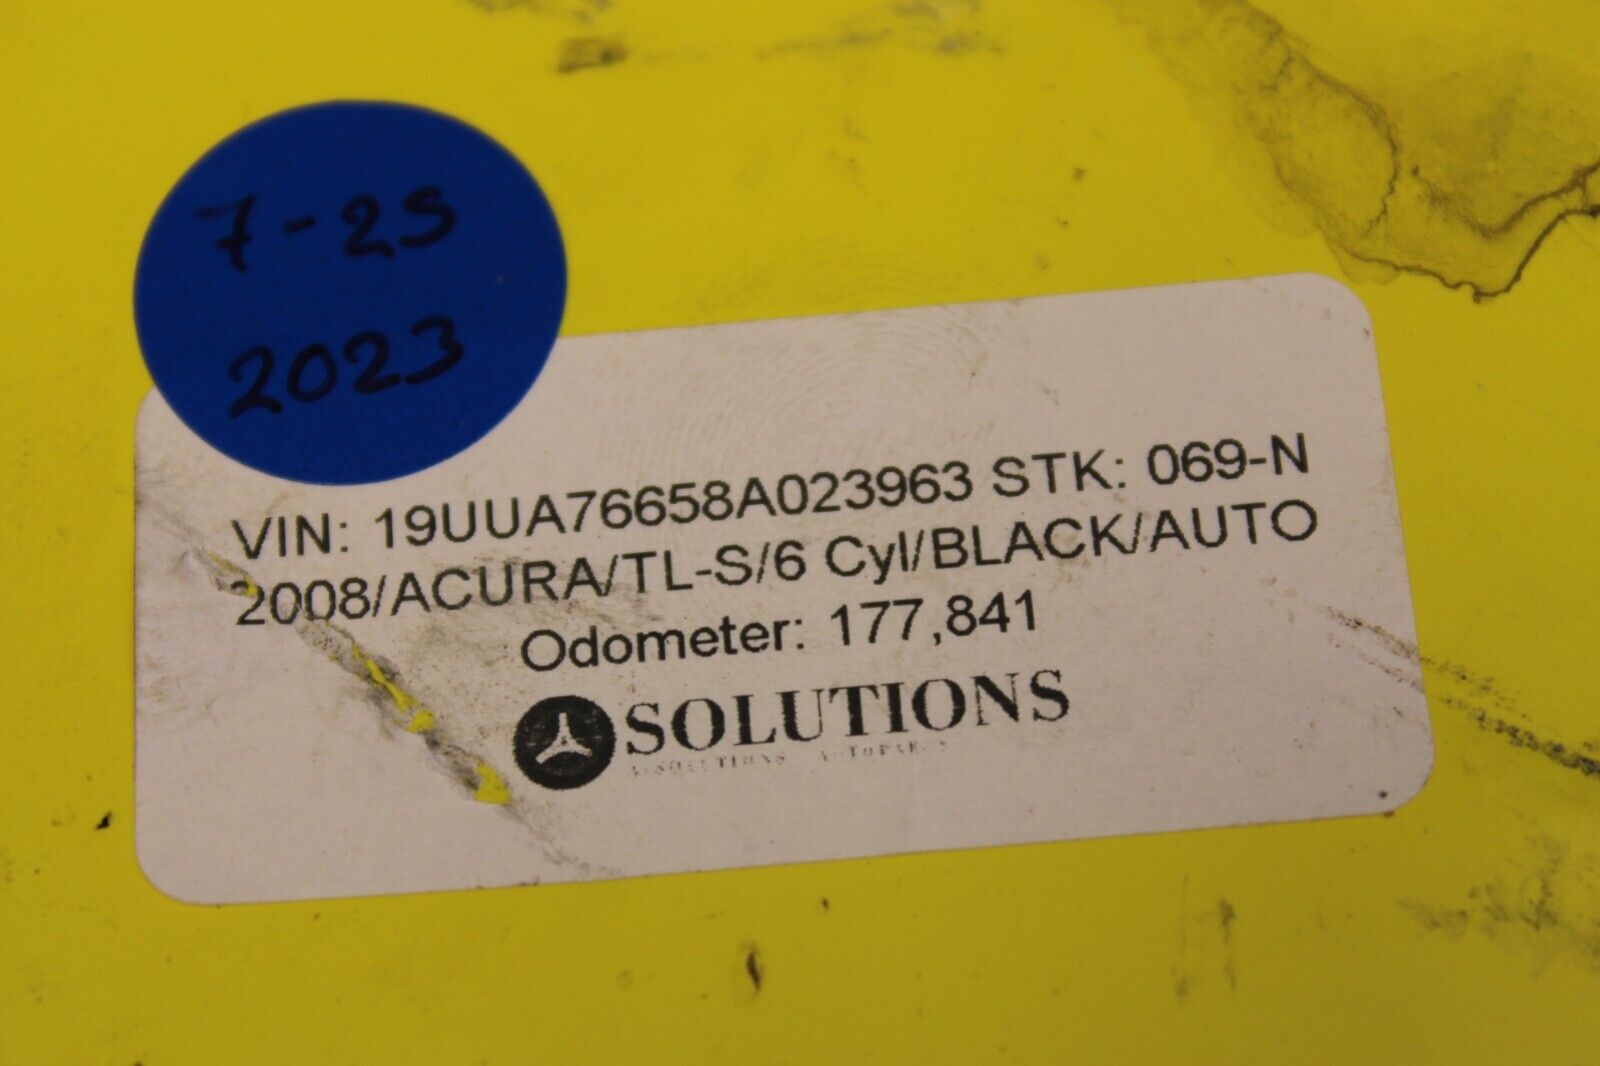 7-25
2023
VIN: 19UUA76658A023963 STK: 069-N
2008/ACURA/TL-S/6 Cyl/BLACK/AUTO
Odometer: 177,841
SOLUTIONS